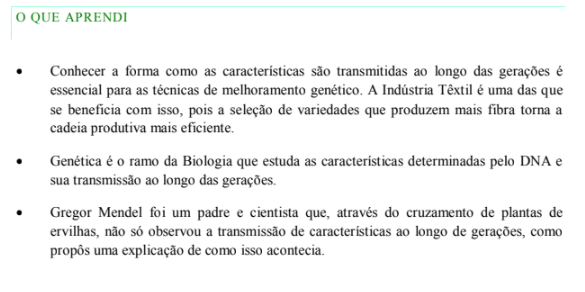 O QUE APRENDI
• Conhecer a forma como as características são transmitidas ao longo das gerações é
essencial para as técnicas de melhoramento genético. A Indústria Têxtil é uma das que
se beneficia com isso, pois a seleção de variedades que produzem mais fibra torna a
cadeia produtiva mais eficiente.
• Genética é o ramo da Biologia que estuda as características determinadas pelo DNA e
sua transmissão ao longo das gerações.
• Gregor Mendel foi um padre e cientista que, através do cruzamento de plantas de
ervilhas, não só observou a transmissão de características ao longo de gerações, como
propôs uma explicação de como isso acontecia.